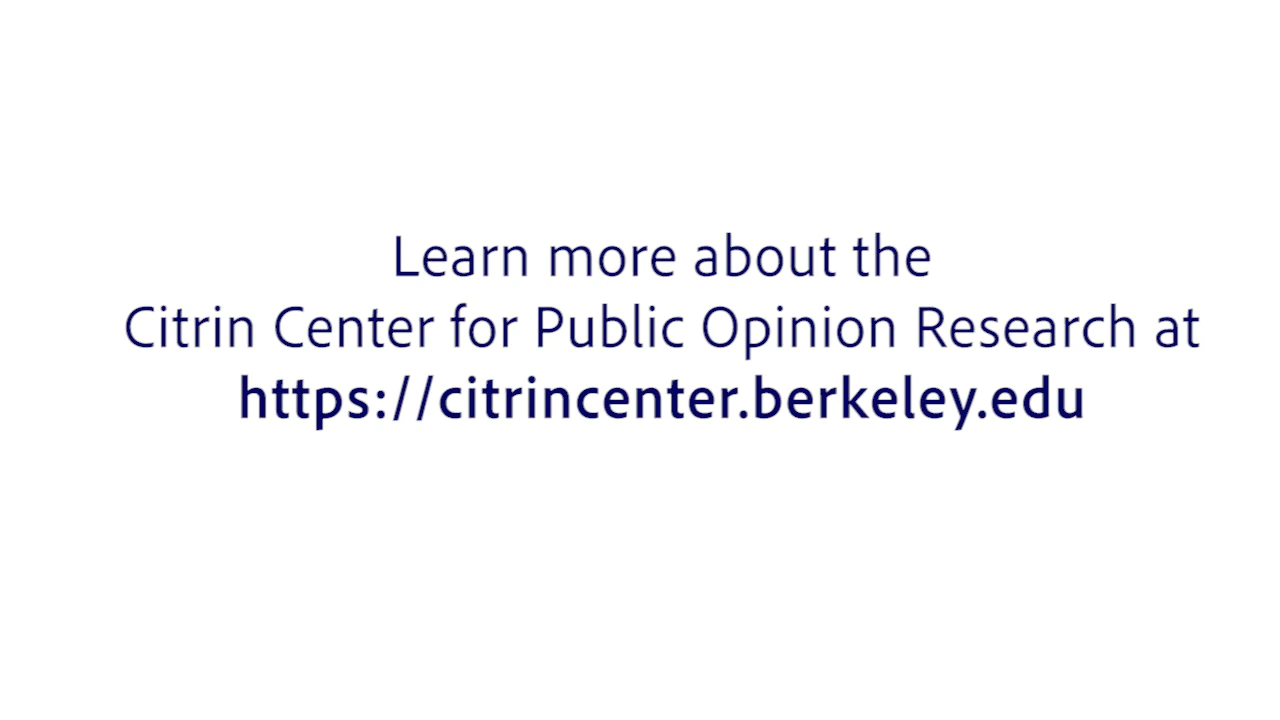 Learn more about the
Citrin Center for Public Opinion Research at
https://citrincenter.berkeley.edu